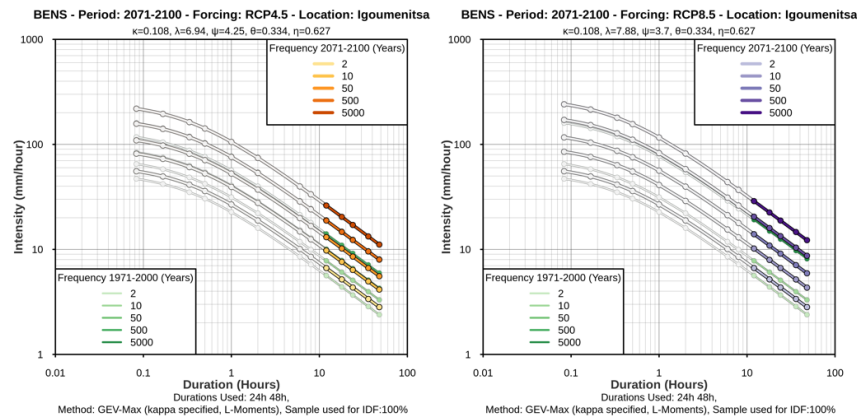 BENS - Period: 2071-2100 - Forcing: RCP4.5 - Location: Igoumenitsa
κ=0.108, λ=6.94, ψ=4.25, θ=0.334, η=0.627
Intensity (mm/hour)
1000
100
10
1
Frequency 2071-2100 (Years)
2
10
50
500
5000
Frequency 1971-2000 (Years)
2
10
50
500
5000
0.01
0.1
1
10
100
Duration (Hours)
Durations Used: 24h 48h,
Method: GEV-Max (kappa specified, L-Moments), Sample used for IDF:100%
BENS - Period: 2071-2100 - Forcing: RCP8.5 - Location: Igoumenitsa
κ=0.108, λ=7.88, ψ=3.7, θ=0.334, η=0.627
Intensity (mm/hour)
1000
100
10
1
Frequency 2071-2100 (Years)
2
10
50
500
5000
Frequency 1971-2000 (Years)
2
10
50
500
5000
0.01
0.1
1
10
100
Duration (Hours)
Durations Used: 24h 48h,
Method: GEV-Max (kappa specified, L-Moments), Sample used for IDF:100%